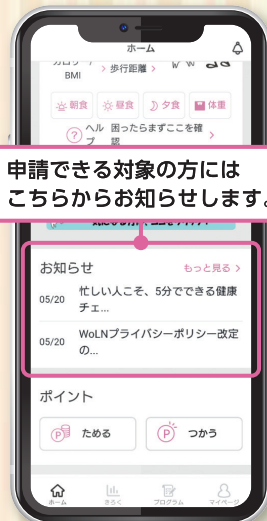 ホーム
BMI
歩行距離 >
朝食
昼食
夕食
体重
ヘルプ 困ったらまずここを確認 >
申請できる対象の方には
こちらからお知らせします。
お知らせ
もっと見る >
05/20 忙しい人こそ、5分でできる健康
チェ...
05/20 WoLNプライバシーポリシー改定
の...
ポイント
ためる
つかう
ホーム
きろく
プログラム
マイページ